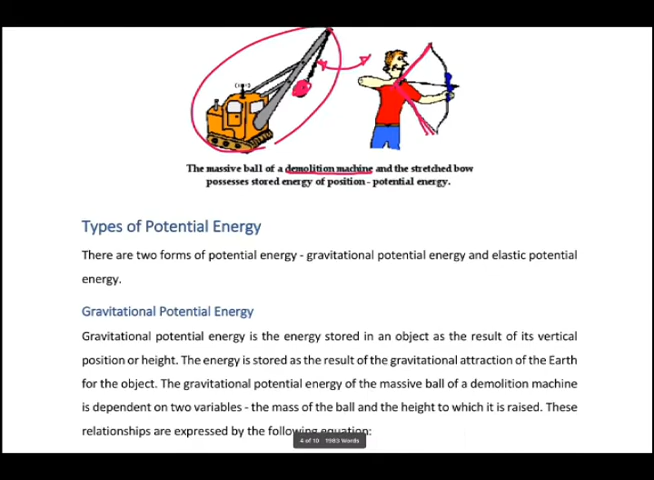 The massive ball of a demolition machine and the stretched bow
possesses stored energy of position - potential energy.
Types of Potential Energy
There are two forms of potential energy - gravitational potential energy and elastic potential
energy.
Gravitational Potential Energy
Gravitational potential energy is the energy stored in an object as the result of its vertical
position or height. The energy is stored as the result of the gravitational attraction of the Earth
for the object. The gravitational potential energy of the massive ball of a demolition machine
is dependent on two variables - the mass of the ball and the height to which it is raised. These
relationships are expressed by the following equation:
4 of 10 1983 Words